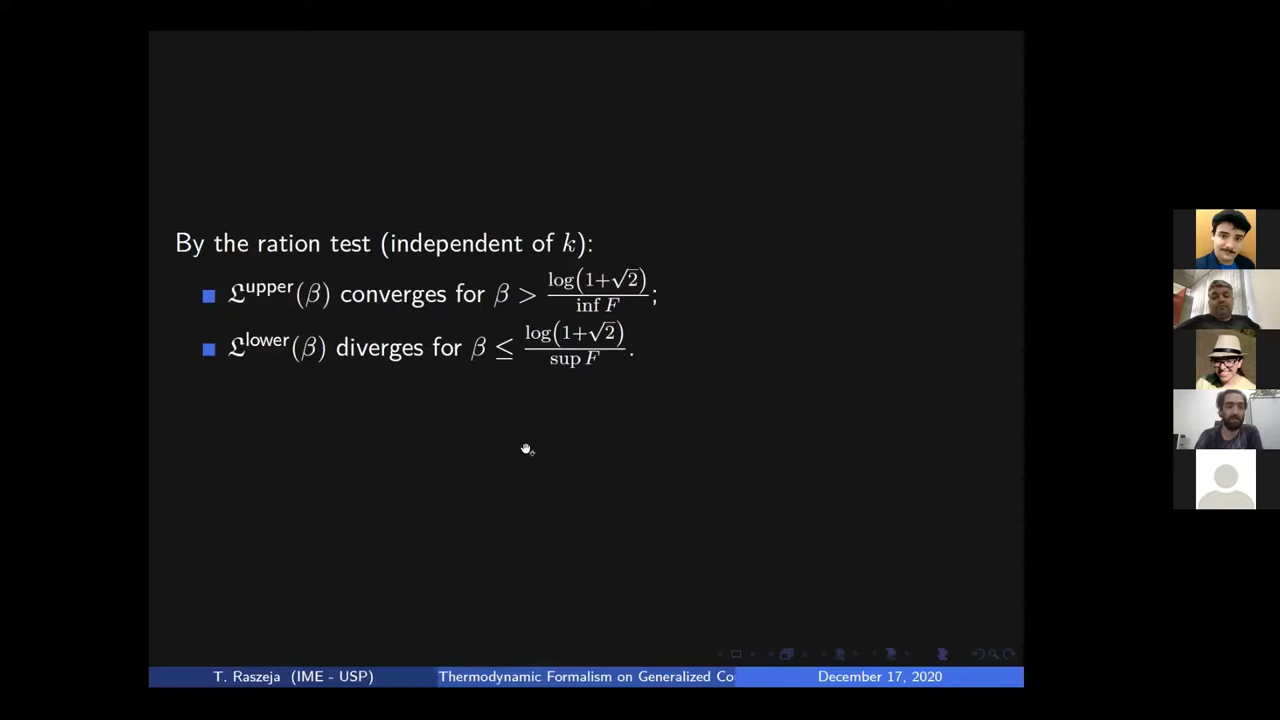 By the ration test (independent of k):
𝔏^upper(β) converges for β > log(1+√2) / inf F;
𝔏^lower(β) diverges for β ≤ log(1+√2) / sup F.
T. Raszeja (IME - USP) Thermodynamic Formalism on Generalized Co December 17, 2020